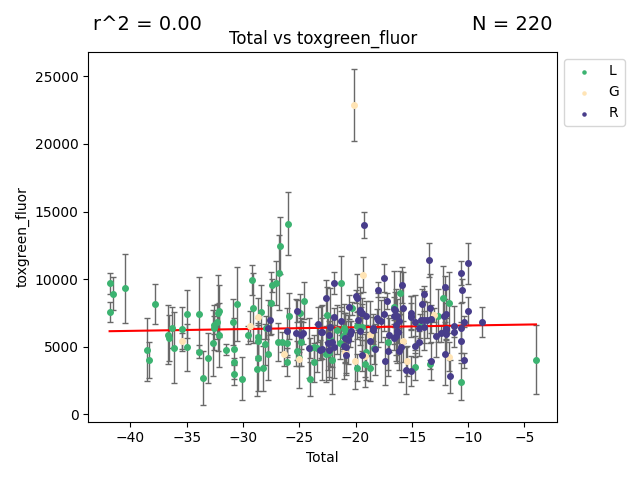 r^2 = 0.00
N = 220
Total vs toxgreen_fluor
25000
20000
15000
10000
5000
0
toxgreen_fluor
−40
−35
−30
−25
−20
−15
−10
−5
Total
L
G
R